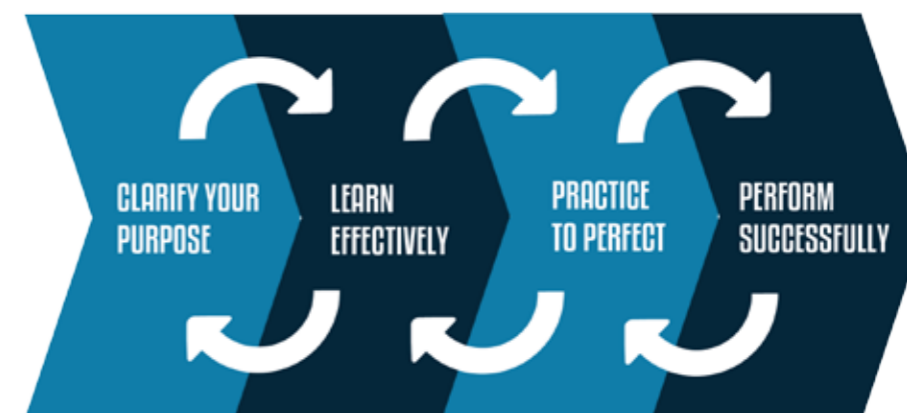 CLARIFY YOUR
PURPOSE
LEARN
EFFECTIVELY
PRACTICE
TO PERFECT
PERFORM
SUCCESSFULLY